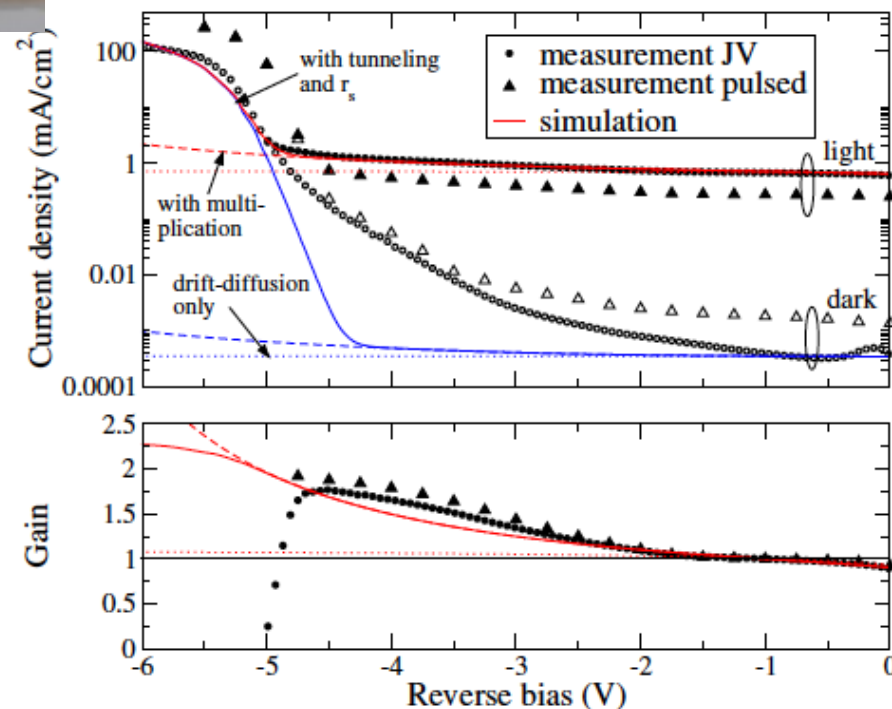 Current density (mA/cm²)
100
1
0.01
0.0001
with tunneling
and r_s
measurement JV
measurement pulsed
simulation
light
with multi-
plication
drift-diffusion
only
dark
Gain
2.5
2
1.5
1
0.5
0
-6
-5
-4
-3
-2
-1
0
Reverse bias (V)